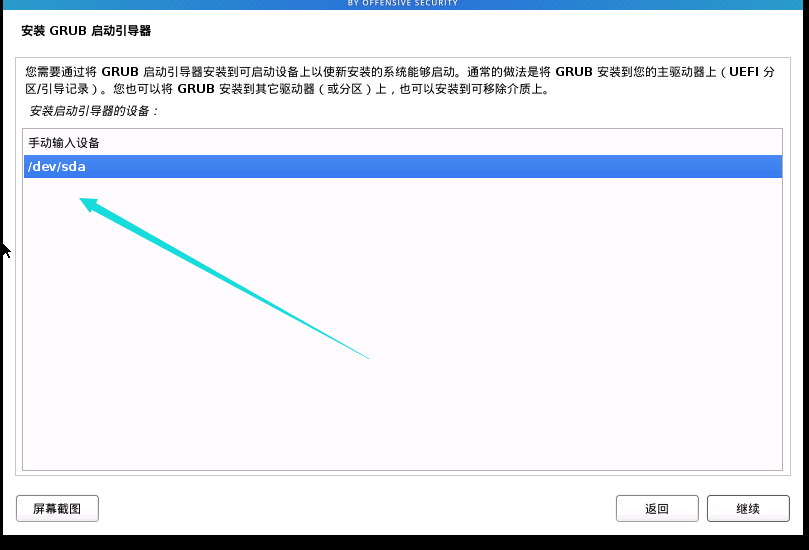 BY OFFENSIVE SECURITY
安装 GRUB 启动引导器
您需要通过将 GRUB 启动引导器安装到可启动设备上以使新安装的系统能够启动。通常的做法是将 GRUB 安装到您的主驱动器上（UEFI 分
区/引导记录）。您也可以将 GRUB 安装到其它驱动器（或分区）上，也可以安装到可移除介质上。
安装启动引导器的设备：
手动输入设备
/dev/sda
屏幕截图
返回
继续